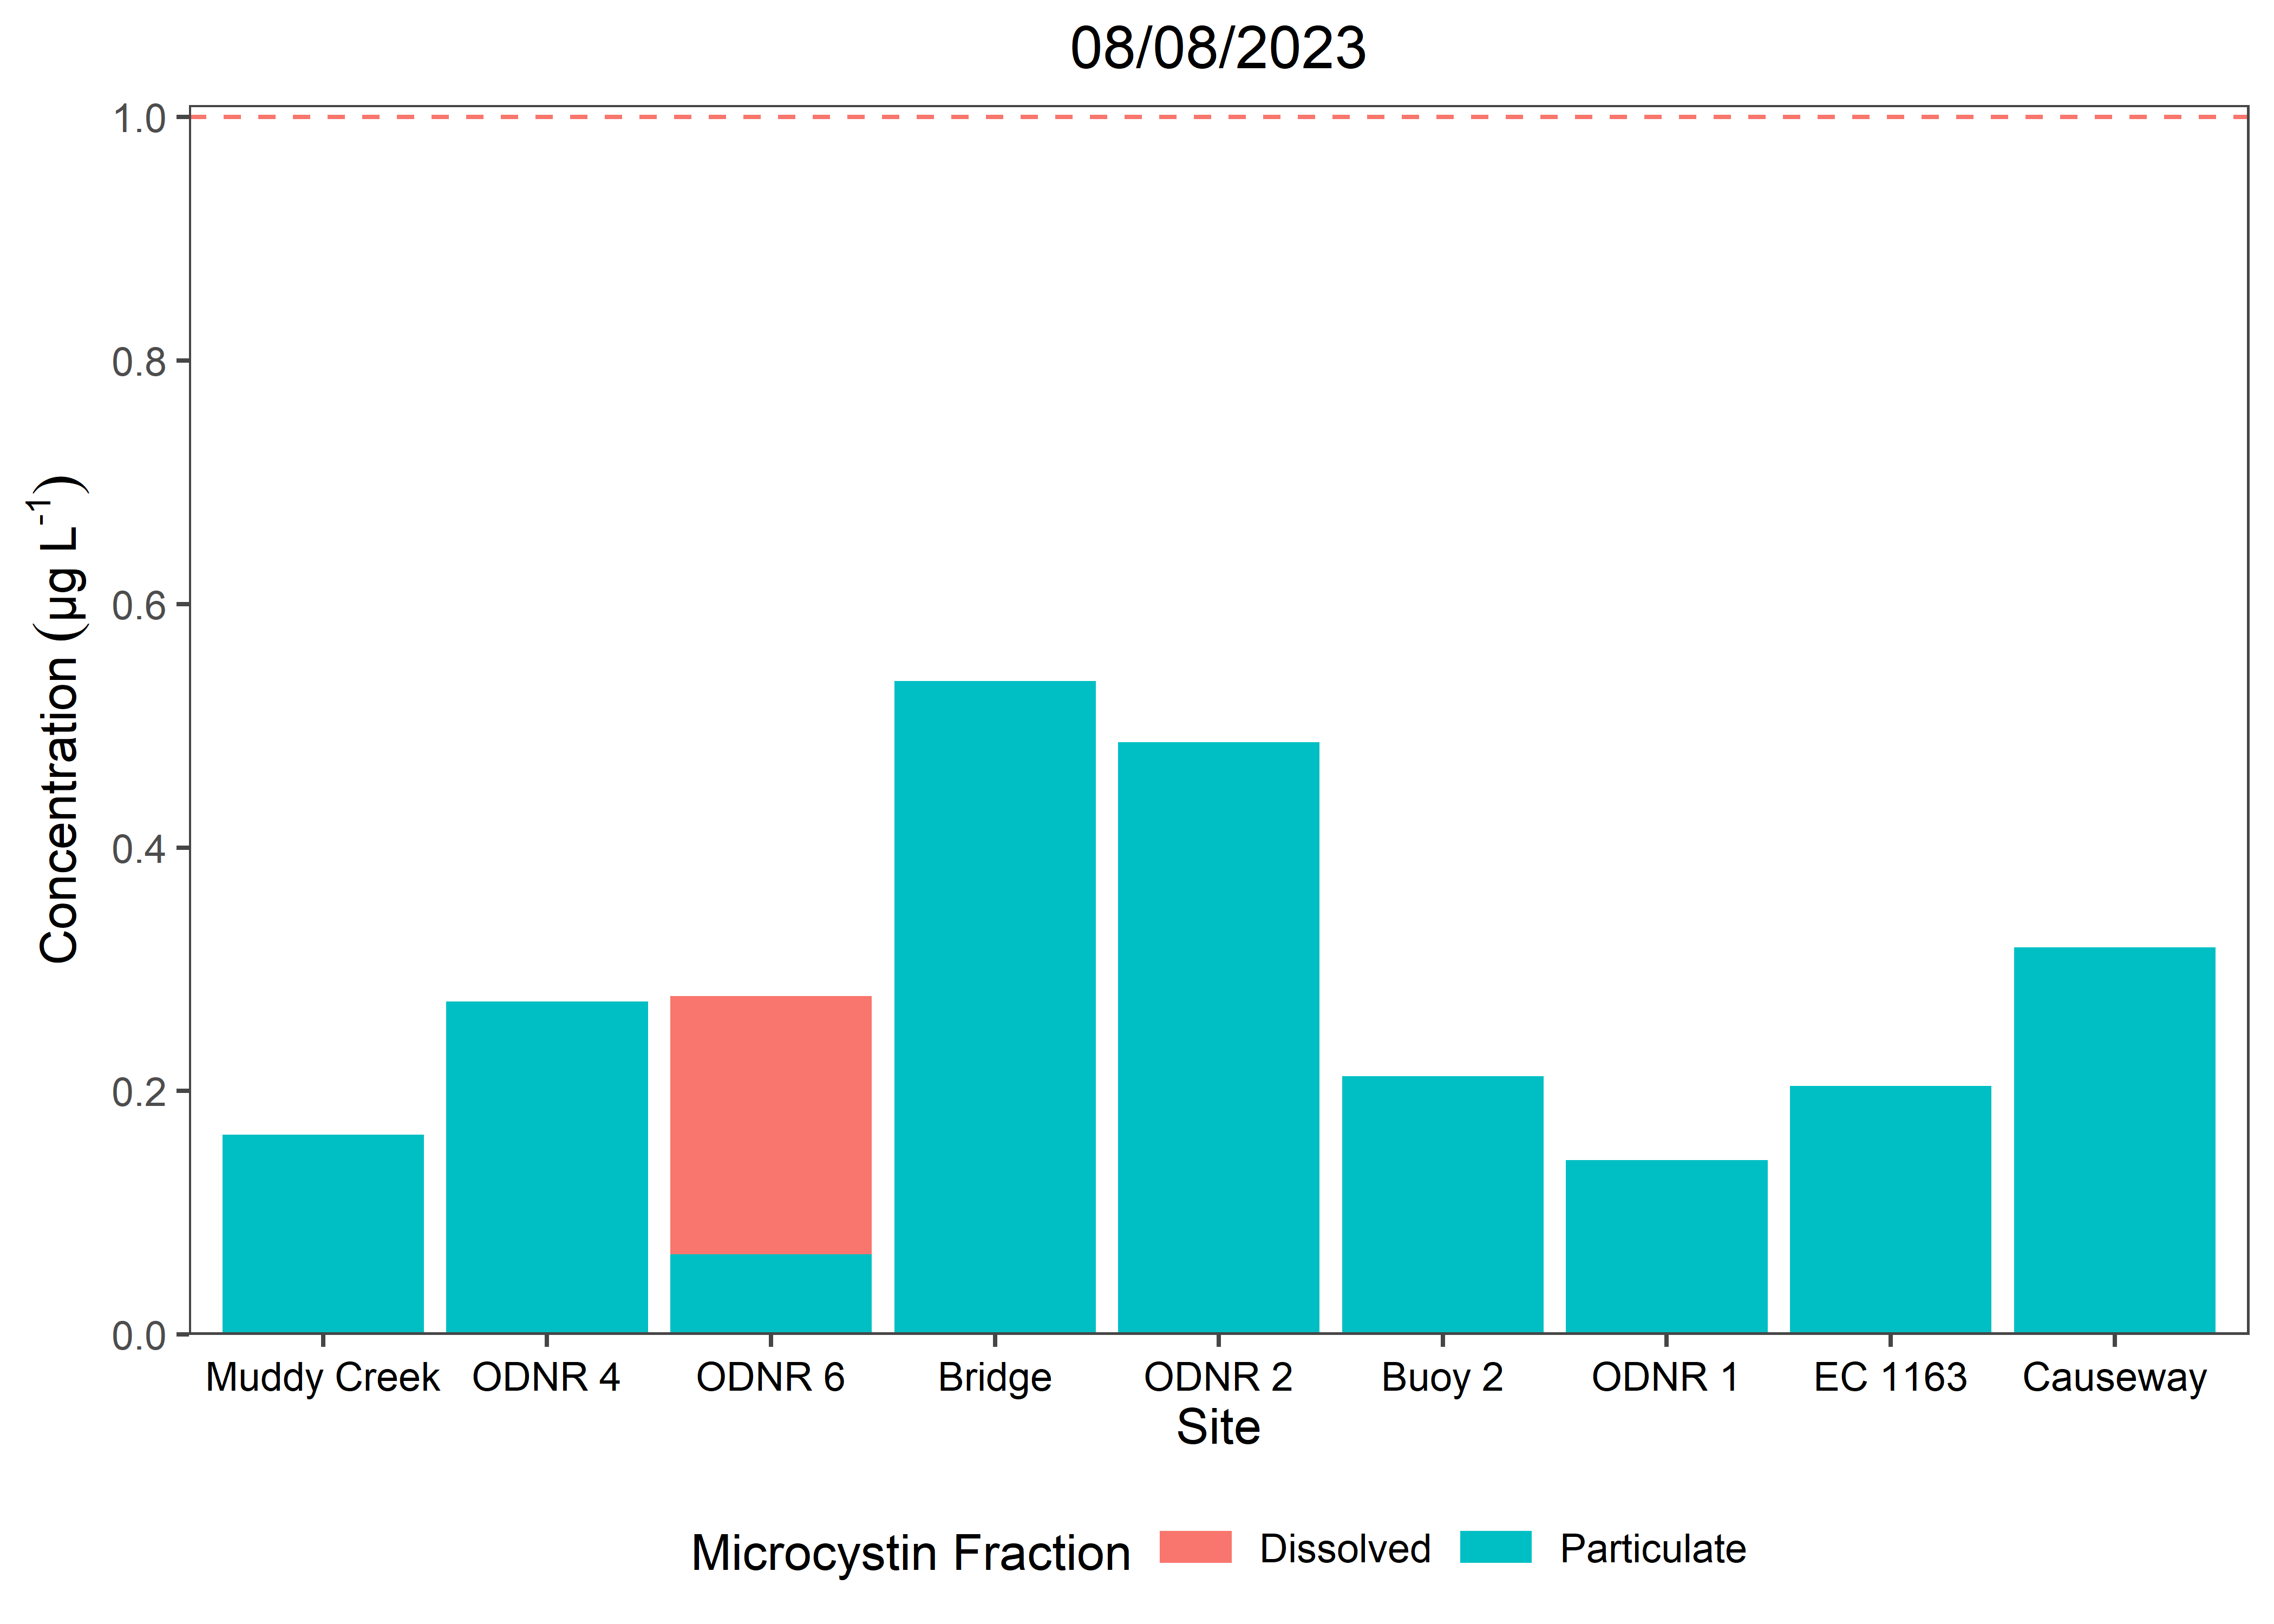 08/08/2023
1.0
0.8
0.6
0.4
0.2
0.0
Concentration (µg L⁻¹)
Muddy Creek ODNR 4 ODNR 6 Bridge ODNR 2 Buoy 2 ODNR 1 EC 1163 Causeway
Site
Microcystin Fraction Dissolved Particulate